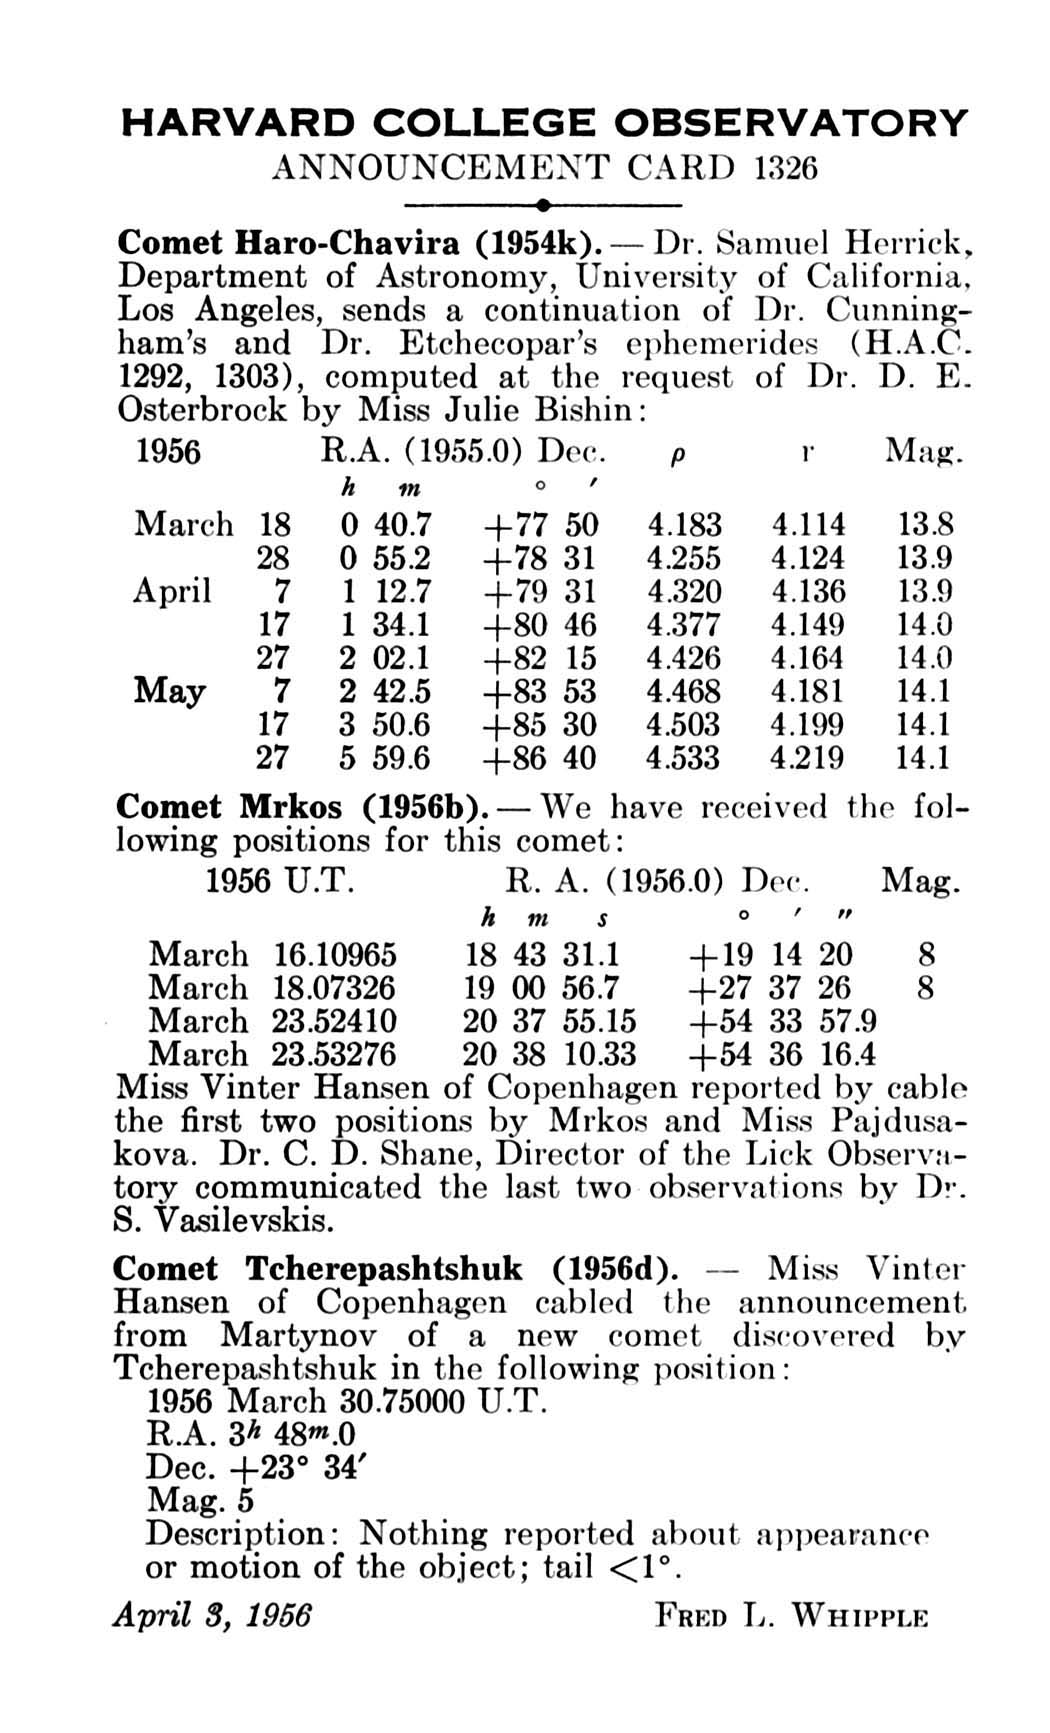 HARVARD COLLEGE OBSERVATORY
ANNOUNCEMENT CARD 1326
Comet Haro-Chavira (1954k). — Dr. Samuel Herrick,
Department of Astronomy, University of California,
Los Angeles, sends a continuation of Dr. Cunning-
ham's and Dr. Etchecopar's ephemerides (H.A.C.
1292, 1303), computed at the request of Dr. D. E.
Osterbrock by Miss Julie Bishin:
1956 R.A. (1955.0) Dec. ρ r Mag.
h m ° ′
March 18 0 40.7 +77 50 4.183 4.114 13.8
28 0 55.2 +78 31 4.255 4.124 13.9
April 7 1 12.7 +79 31 4.320 4.136 13.9
17 1 34.1 +80 46 4.377 4.149 14.0
27 2 02.1 +82 15 4.426 4.164 14.0
May 7 2 42.5 +83 53 4.468 4.181 14.1
17 3 50.6 +85 30 4.503 4.199 14.1
27 5 59.6 +86 40 4.533 4.219 14.1
Comet Mrkos (1956b). — We have received the fol-
lowing positions for this comet:
1956 U.T. R. A. (1956.0) Dec. Mag.
h m s ° ′ ″
March 16.10965 18 43 31.1 +19 14 20 8
March 18.07326 19 00 56.7 +27 37 26 8
March 23.52410 20 37 55.15 +54 33 57.9
March 23.53276 20 38 10.33 +54 36 16.4
Miss Vinter Hansen of Copenhagen reported by cable
the first two positions by Mrkos and Miss Pajdusa-
kova. Dr. C. D. Shane, Director of the Lick Observa-
tory communicated the last two observations by Dr.
S. Vasilevskis.
Comet Tcherepashtshuk (1956d). — Miss Vinter
Hansen of Copenhagen cabled the announcement
from Martynov of a new comet discovered by
Tcherepashtshuk in the following position:
1956 March 30.75000 U.T.
R.A. 3h 48m.0
Dec. +23° 34′
Mag. 5
Description: Nothing reported about appearance
or motion of the object; tail <1°.
April 3, 1956 FRED L. WHIPPLE